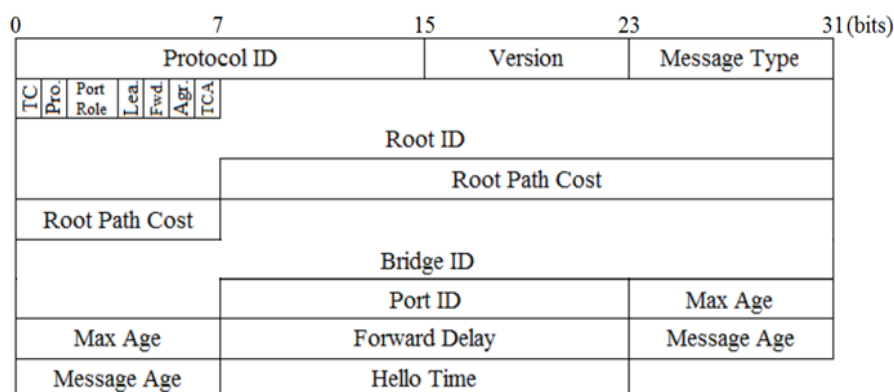 0 7 15 23 31 (bits)
Protocol ID Version Message Type
TC Pro. Port Role Lea. Fwd. Agr. TCA
Root ID
Root Path Cost
Root Path Cost
Bridge ID
Port ID Max Age
Max Age Forward Delay Message Age
Message Age Hello Time